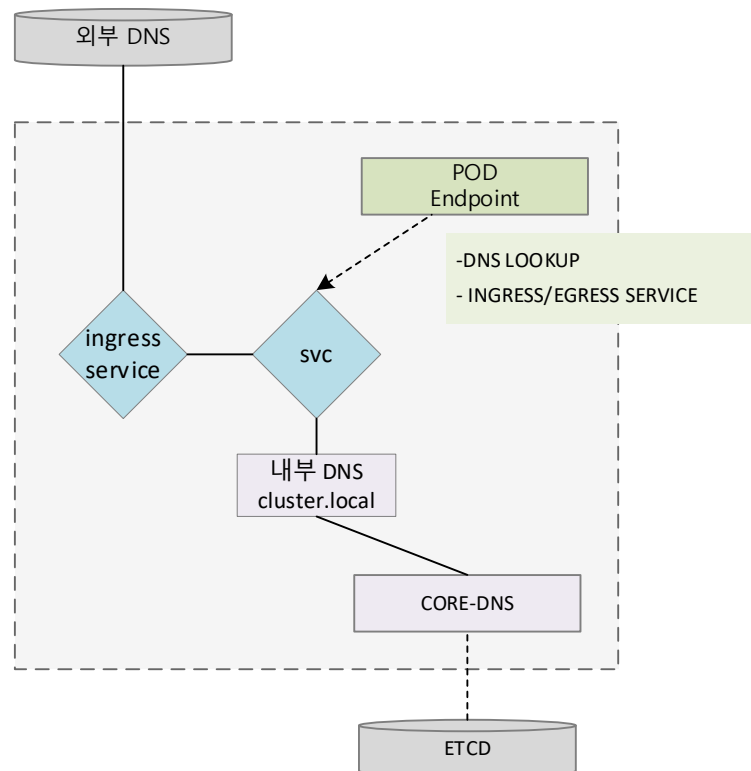 외부 DNS
POD
Endpoint
-DNS LOOKUP
- INGRESS/EGRESS SERVICE
ingress
service
svc
내부 DNS
cluster.local
CORE-DNS
ETCD